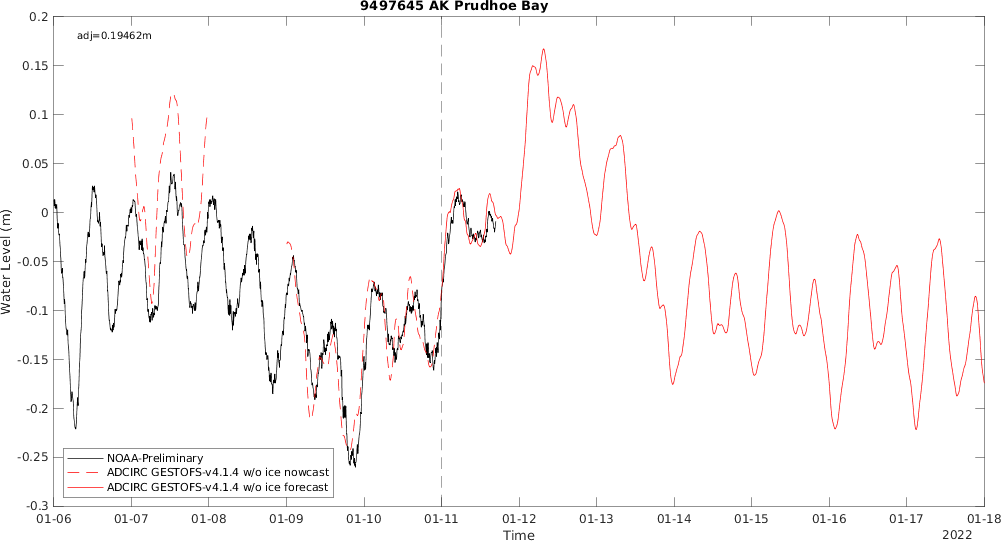 9497645 AK Prudhoe Bay
adj=0.19462m
0.2
0.15
0.1
0.05
0
-0.05
-0.1
-0.15
-0.2
-0.25
-0.3
Water Level (m)
NOAA-Preliminary
ADCIRC GESTOFS-v4.1.4 w/o ice nowcast
ADCIRC GESTOFS-v4.1.4 w/o ice forecast
01-06 01-07 01-08 01-09 01-10 01-11 01-12 01-13 01-14 01-15 01-16 01-17 01-18
Time
2022